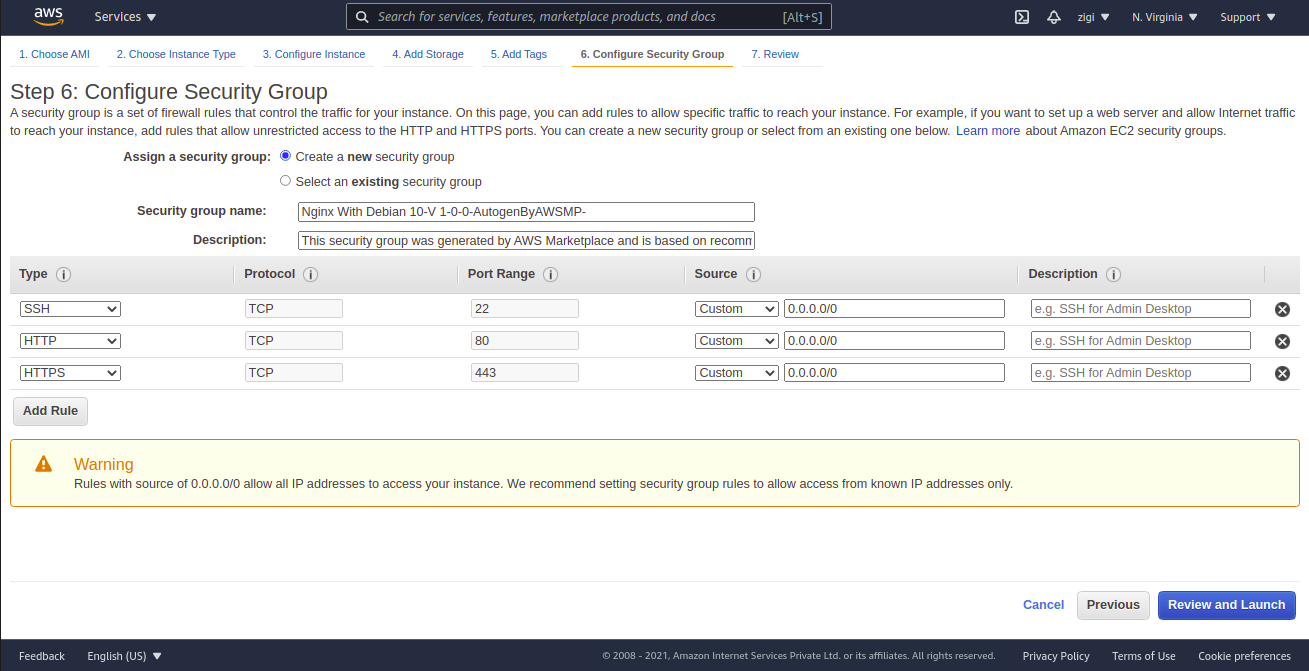 aws Services Search for services, features, marketplace products, and docs [Alt+S] zigi N. Virginia Support
1. Choose AMI 2. Choose Instance Type 3. Configure Instance 4. Add Storage 5. Add Tags 6. Configure Security Group 7. Review
Step 6: Configure Security Group
A security group is a set of firewall rules that control the traffic for your instance. On this page, you can add rules to allow specific traffic to reach your instance. For example, if you want to set up a web server and allow Internet traffic
to reach your instance, add rules that allow unrestricted access to the HTTP and HTTPS ports. You can create a new security group or select from an existing one below. Learn more about Amazon EC2 security groups.
Assign a security group: Create a new security group
Select an existing security group
Security group name: Nginx With Debian 10-V 1-0-0-AutogenByAWSMP-
Description: This security group was generated by AWS Marketplace and is based on recomm
Type i Protocol i Port Range i Source i Description i
SSH TCP 22 Custom 0.0.0.0/0 e.g. SSH for Admin Desktop
HTTP TCP 80 Custom 0.0.0.0/0 e.g. SSH for Admin Desktop
HTTPS TCP 443 Custom 0.0.0.0/0 e.g. SSH for Admin Desktop
Add Rule
Warning
Rules with source of 0.0.0.0/0 allow all IP addresses to access your instance. We recommend setting security group rules to allow access from known IP addresses only.
Cancel Previous Review and Launch
Feedback English (US) © 2008 - 2021, Amazon Internet Services Private Ltd. or its affiliates. All rights reserved. Privacy Policy Terms of Use Cookie preferences